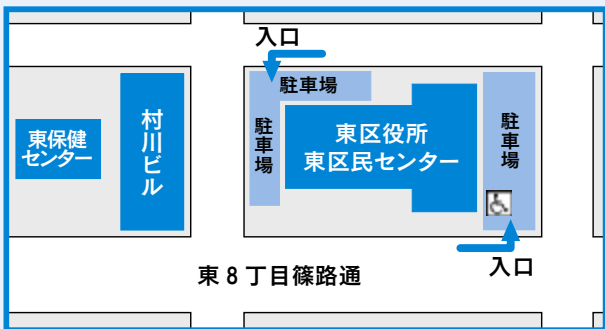 入口
駐車場
駐車場
駐車場
東保健
センター
村川ビル
東区役所
東区民センター
入口
東8丁目篠路通